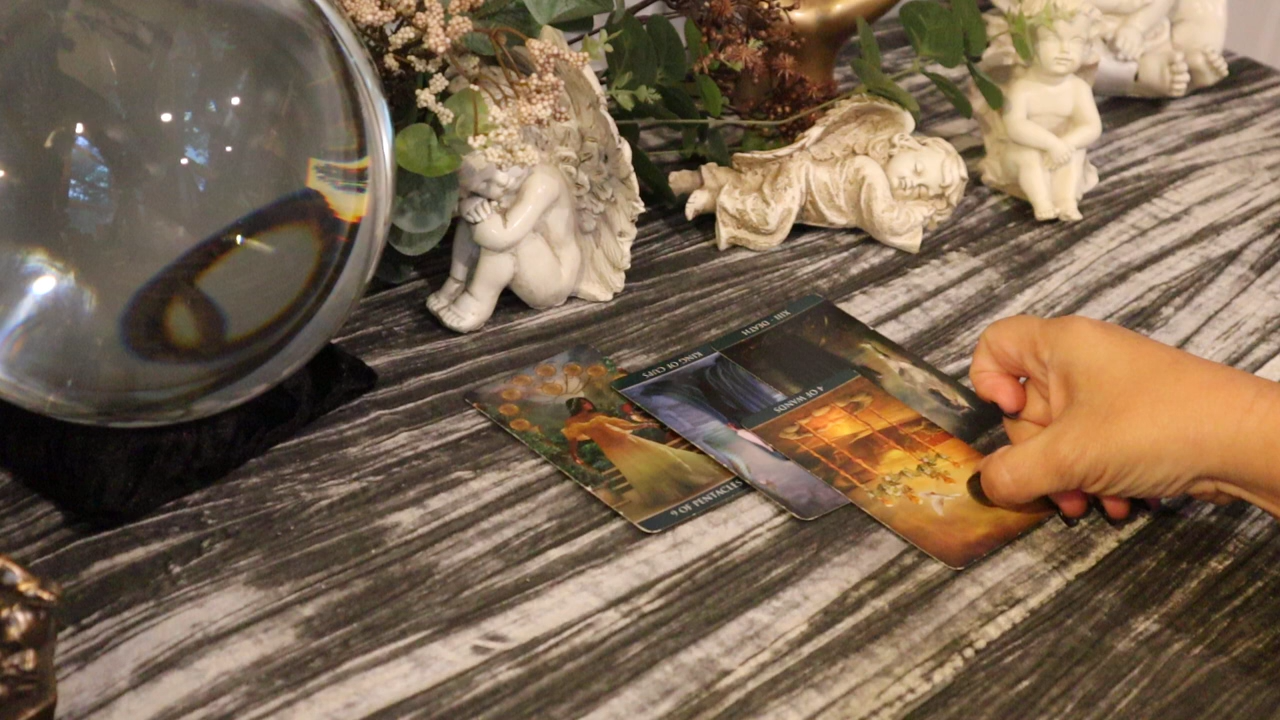 XIII · DEATH
KING OF CUPS
4 OF WANDS
9 OF PENTACLES